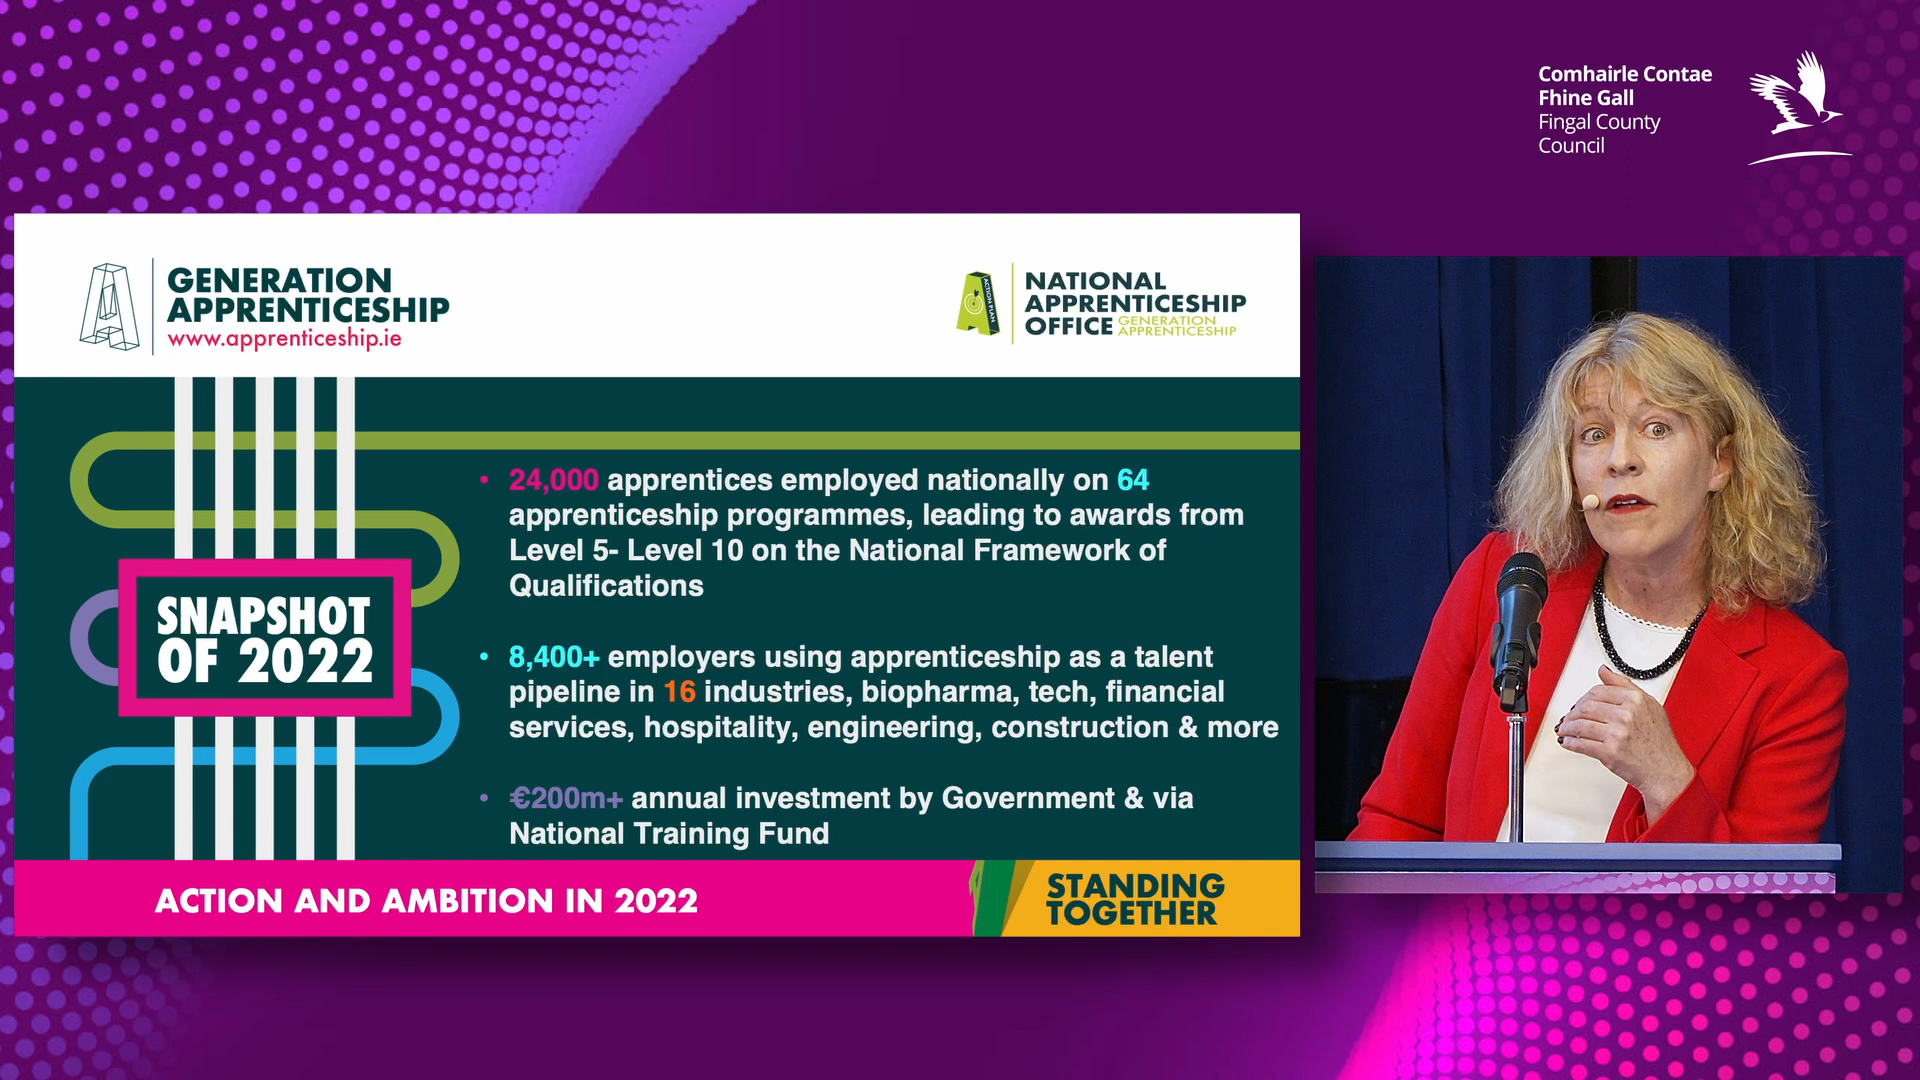 Comhairle Contae
Fhine Gall
Fingal County
Council
GENERATION
APPRENTICESHIP
www.apprenticeship.ie
ACTION PLAN
NATIONAL
APPRENTICESHIP
OFFICE GENERATION APPRENTICESHIP
• 24,000 apprentices employed nationally on 64
apprenticeship programmes, leading to awards from
Level 5- Level 10 on the National Framework of
Qualifications
SNAPSHOT
OF 2022
• 8,400+ employers using apprenticeship as a talent
pipeline in 16 industries, biopharma, tech, financial
services, hospitality, engineering, construction & more
• €200m+ annual investment by Government & via
National Training Fund
ACTION AND AMBITION IN 2022
STANDING
TOGETHER